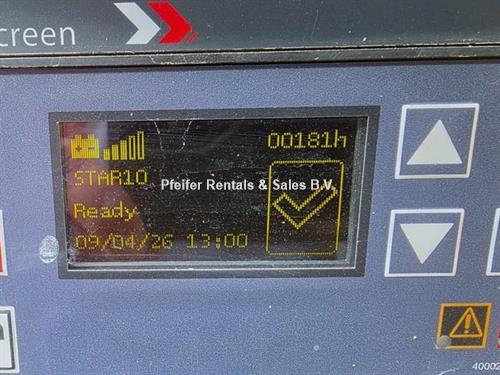 creen
00181h
STAR10
Pfeifer Rentals & Sales B.V.
Ready
09/04/26 13:00
40002